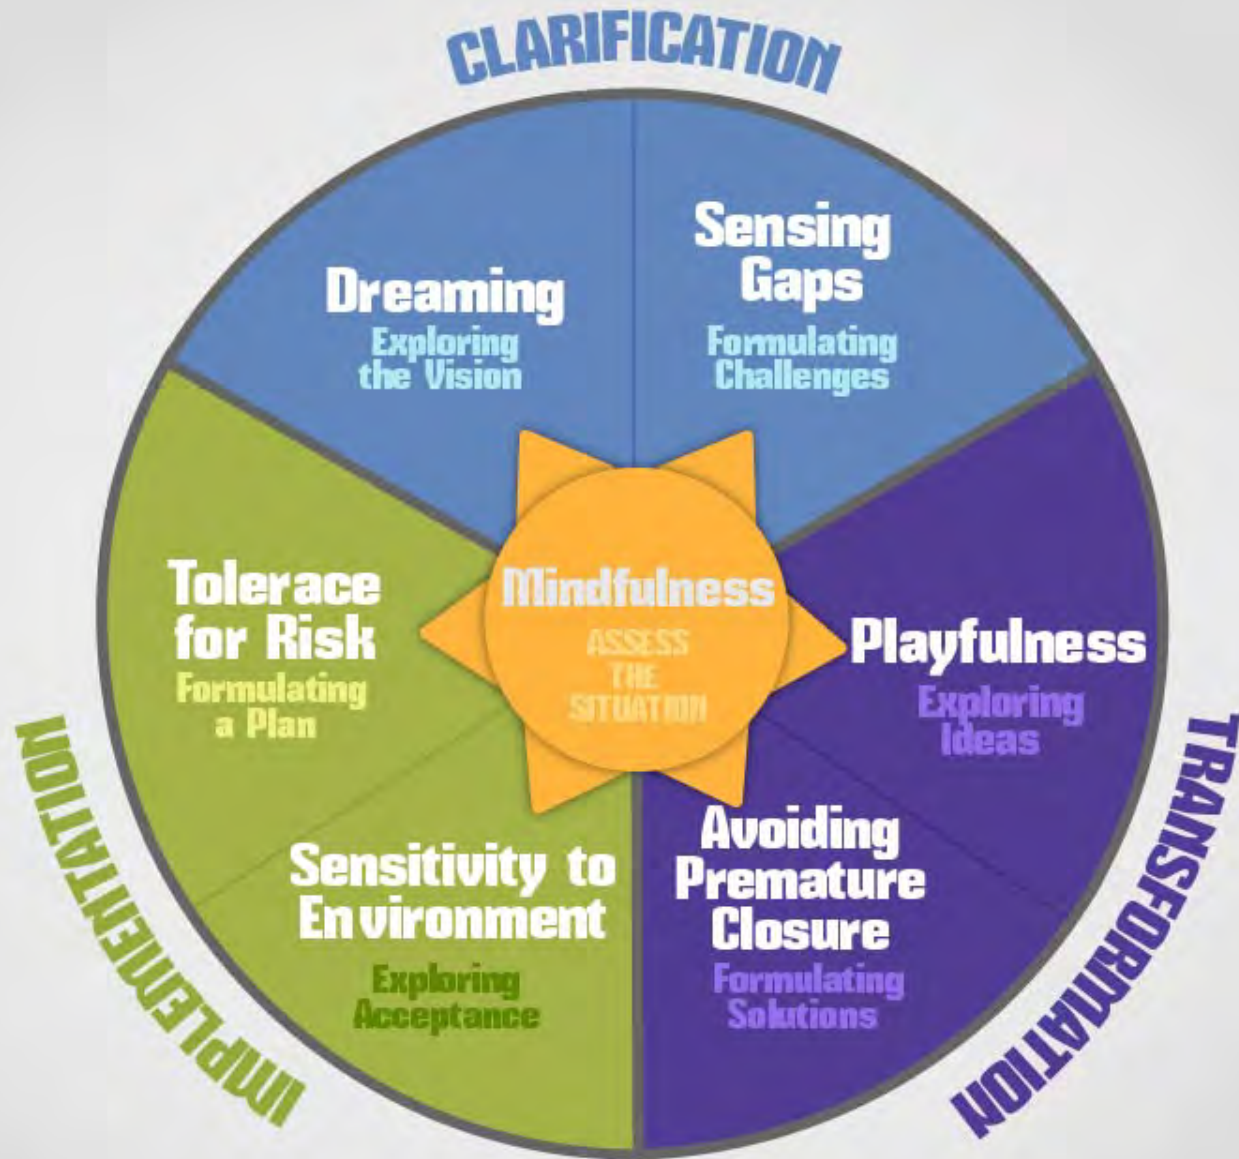 CLARIFICATION
Dreaming
Exploring
the Vision
Sensing
Gaps
Formulating
Challenges
Tolerace
for Risk
Formulating
a Plan
Mindfulness
ASSESS
THE
SITUATION
Playfulness
Exploring
Ideas
Sensitivity to
Environment
Exploring
Acceptance
Avoiding
Premature
Closure
Formulating
Solutions
IMPLEMENTATION
TRANSFORMATION